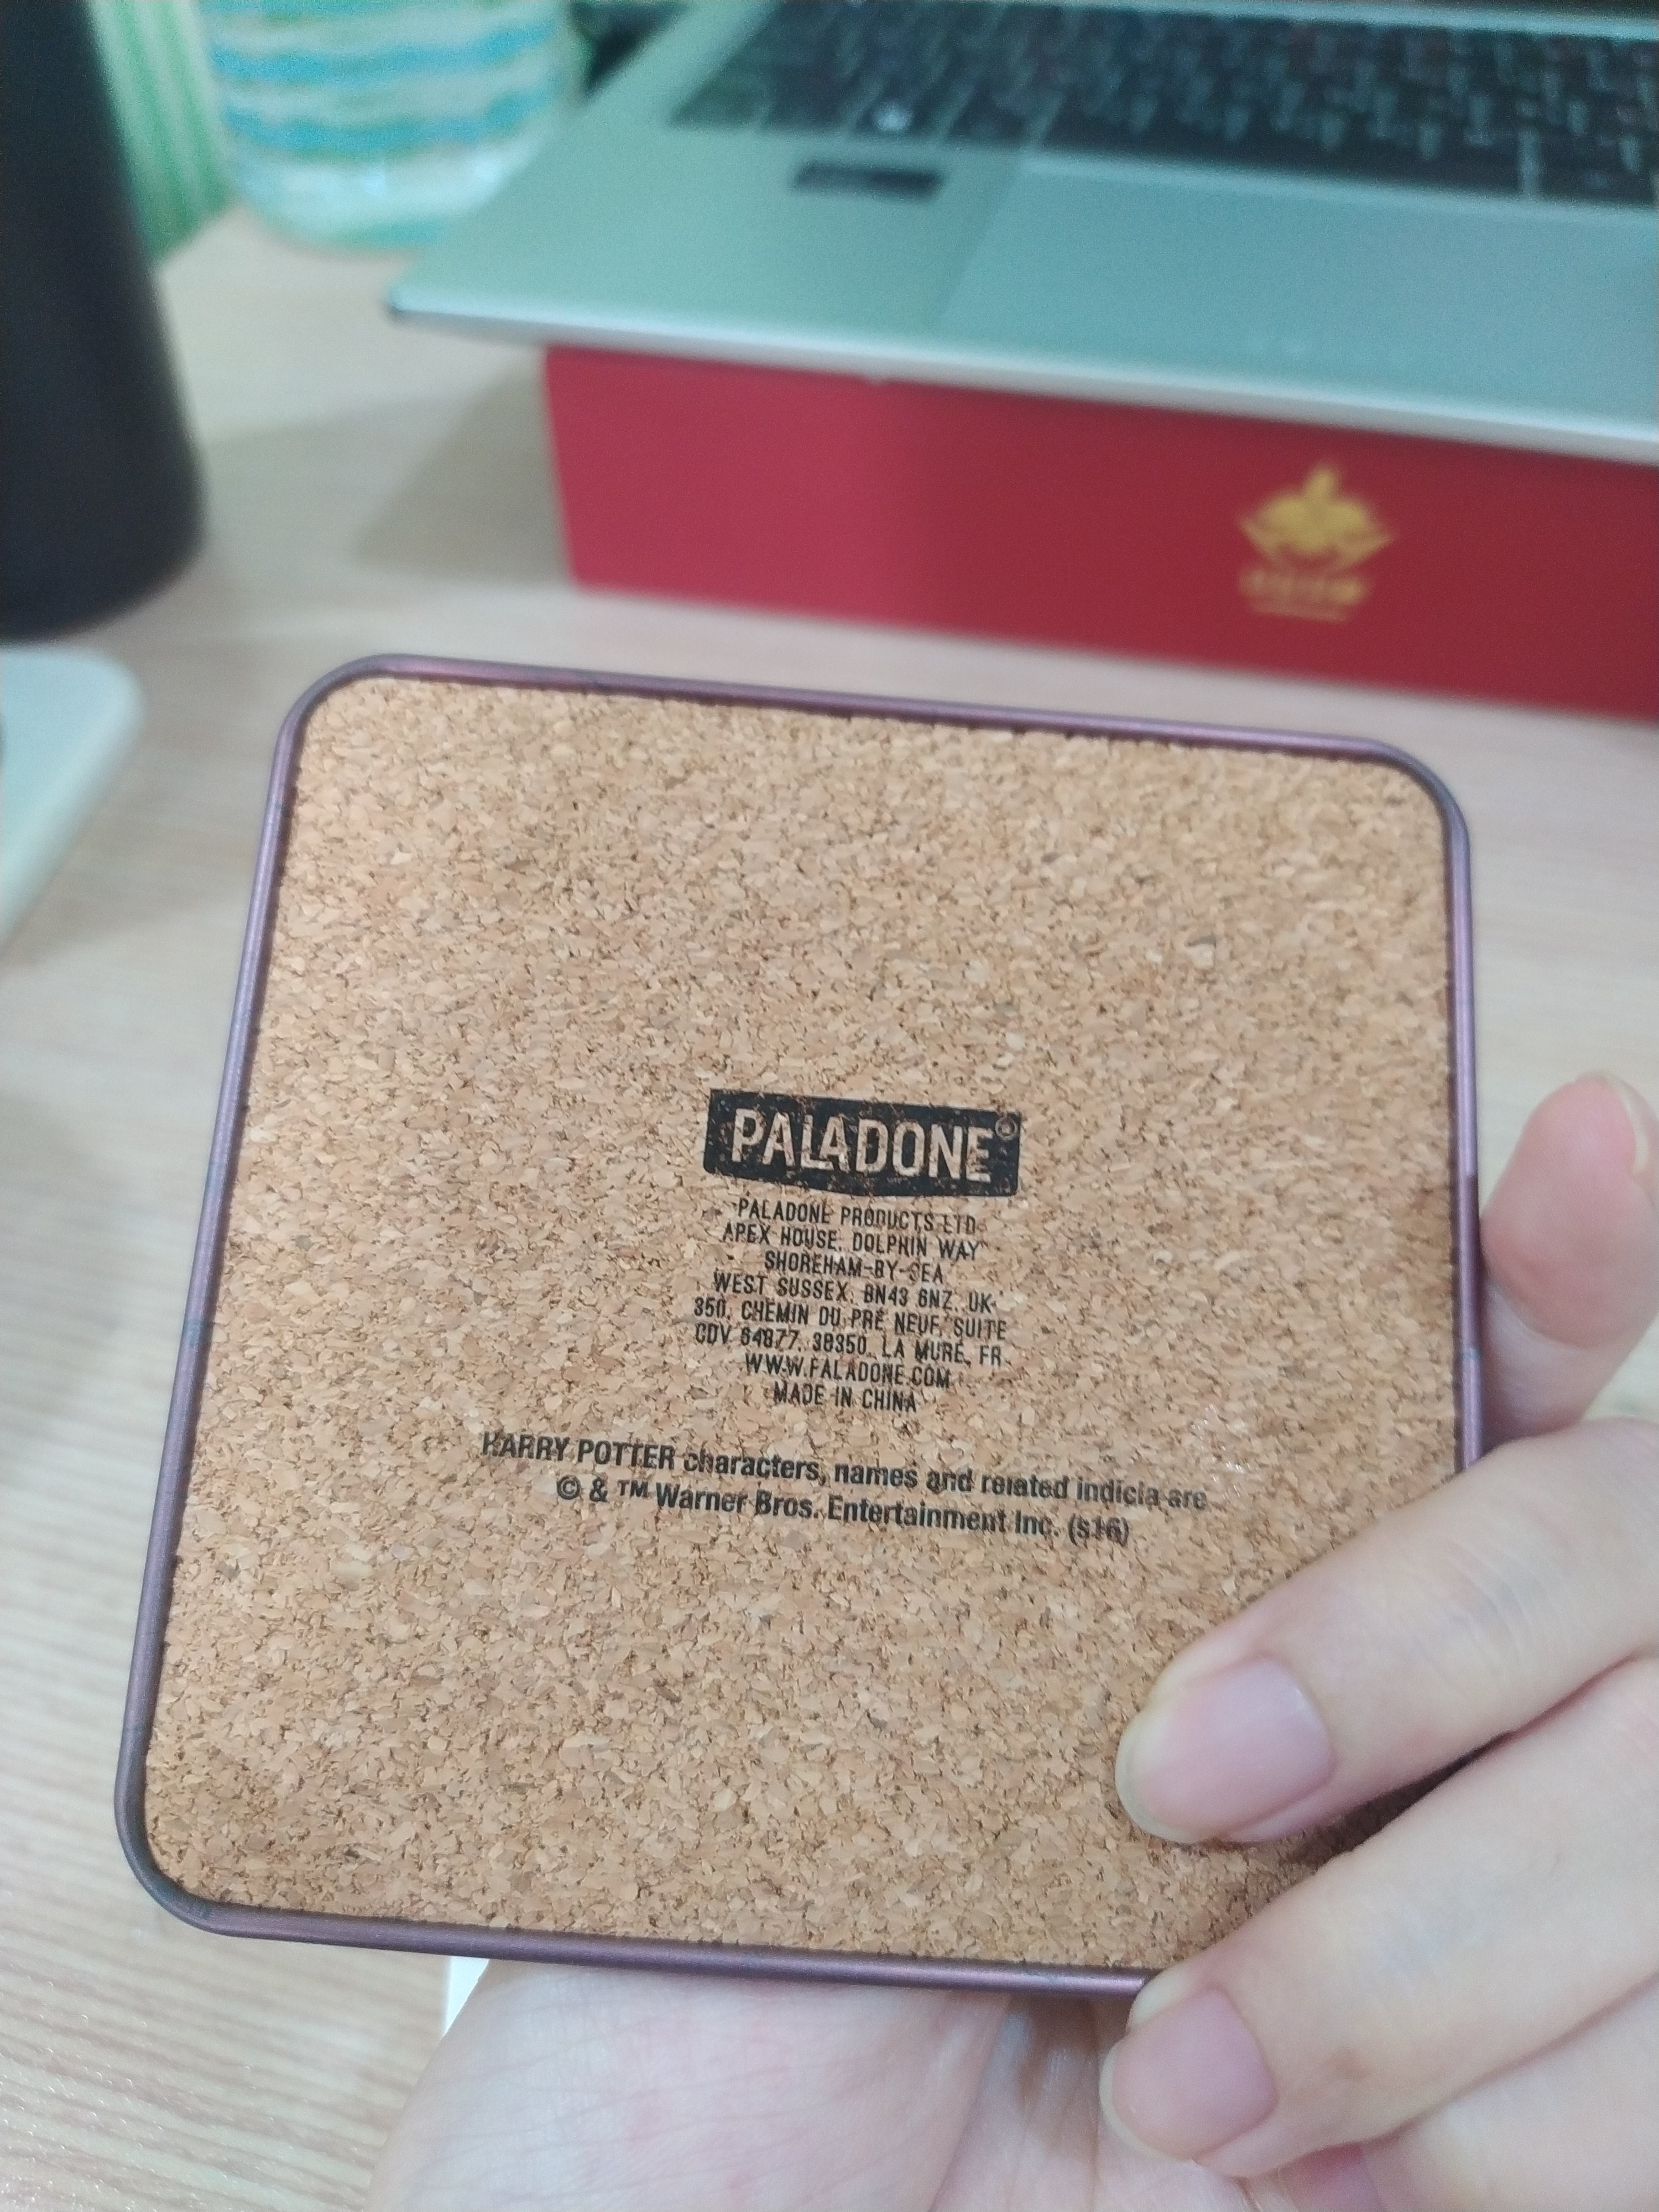 PALADONE®
PALADONE PRODUCTS LTD.
APEX HOUSE, DOLPHIN WAY
SHOREHAM-BY-SEA
WEST SUSSEX, BN43 6NZ, UK
350, CHEMIN DU PRÉ NEUF, SUITE
CDV 64877, 38350, LA MURE, FR.
WWW.PALADONE.COM
MADE IN CHINA
HARRY POTTER characters, names and related indicia are
© & ™ Warner Bros. Entertainment Inc. (s16)